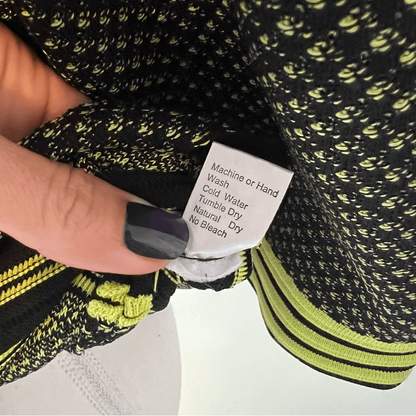 Machine or Hand
Wash
Cold Water
Tumble Dry
Natural Dry
No Bleach